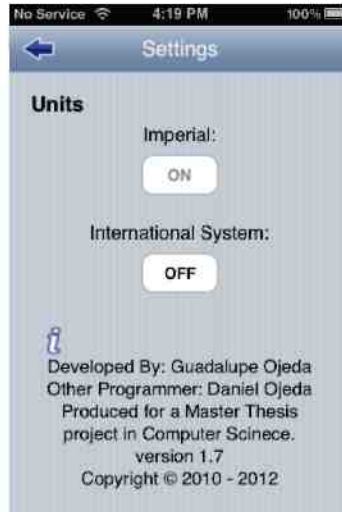 No Service 4:19 PM 100%
Settings
Units
Imperial:
ON
International System:
OFF
i
Developed By: Guadalupe Ojeda
Other Programmer: Daniel Ojeda
Produced for a Master Thesis
project in Computer Scinece.
version 1.7
Copyright © 2010 - 2012